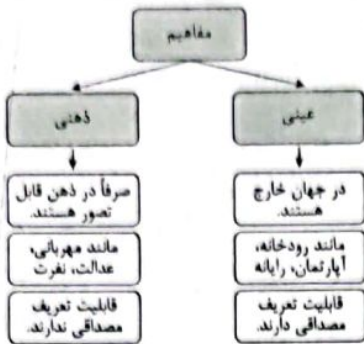 مفاهیم
عینی
ذهنی
در جهان خارج
هستند.
مانند رودخانه،
آپارتمان، رایانه
قابلیت تعریف
مصداقی دارند.
صرفاً در ذهن قابل
تصور هستند.
مانند مهربانی،
عدالت، نفرت
قابلیت تعریف
مصداقی ندارند.